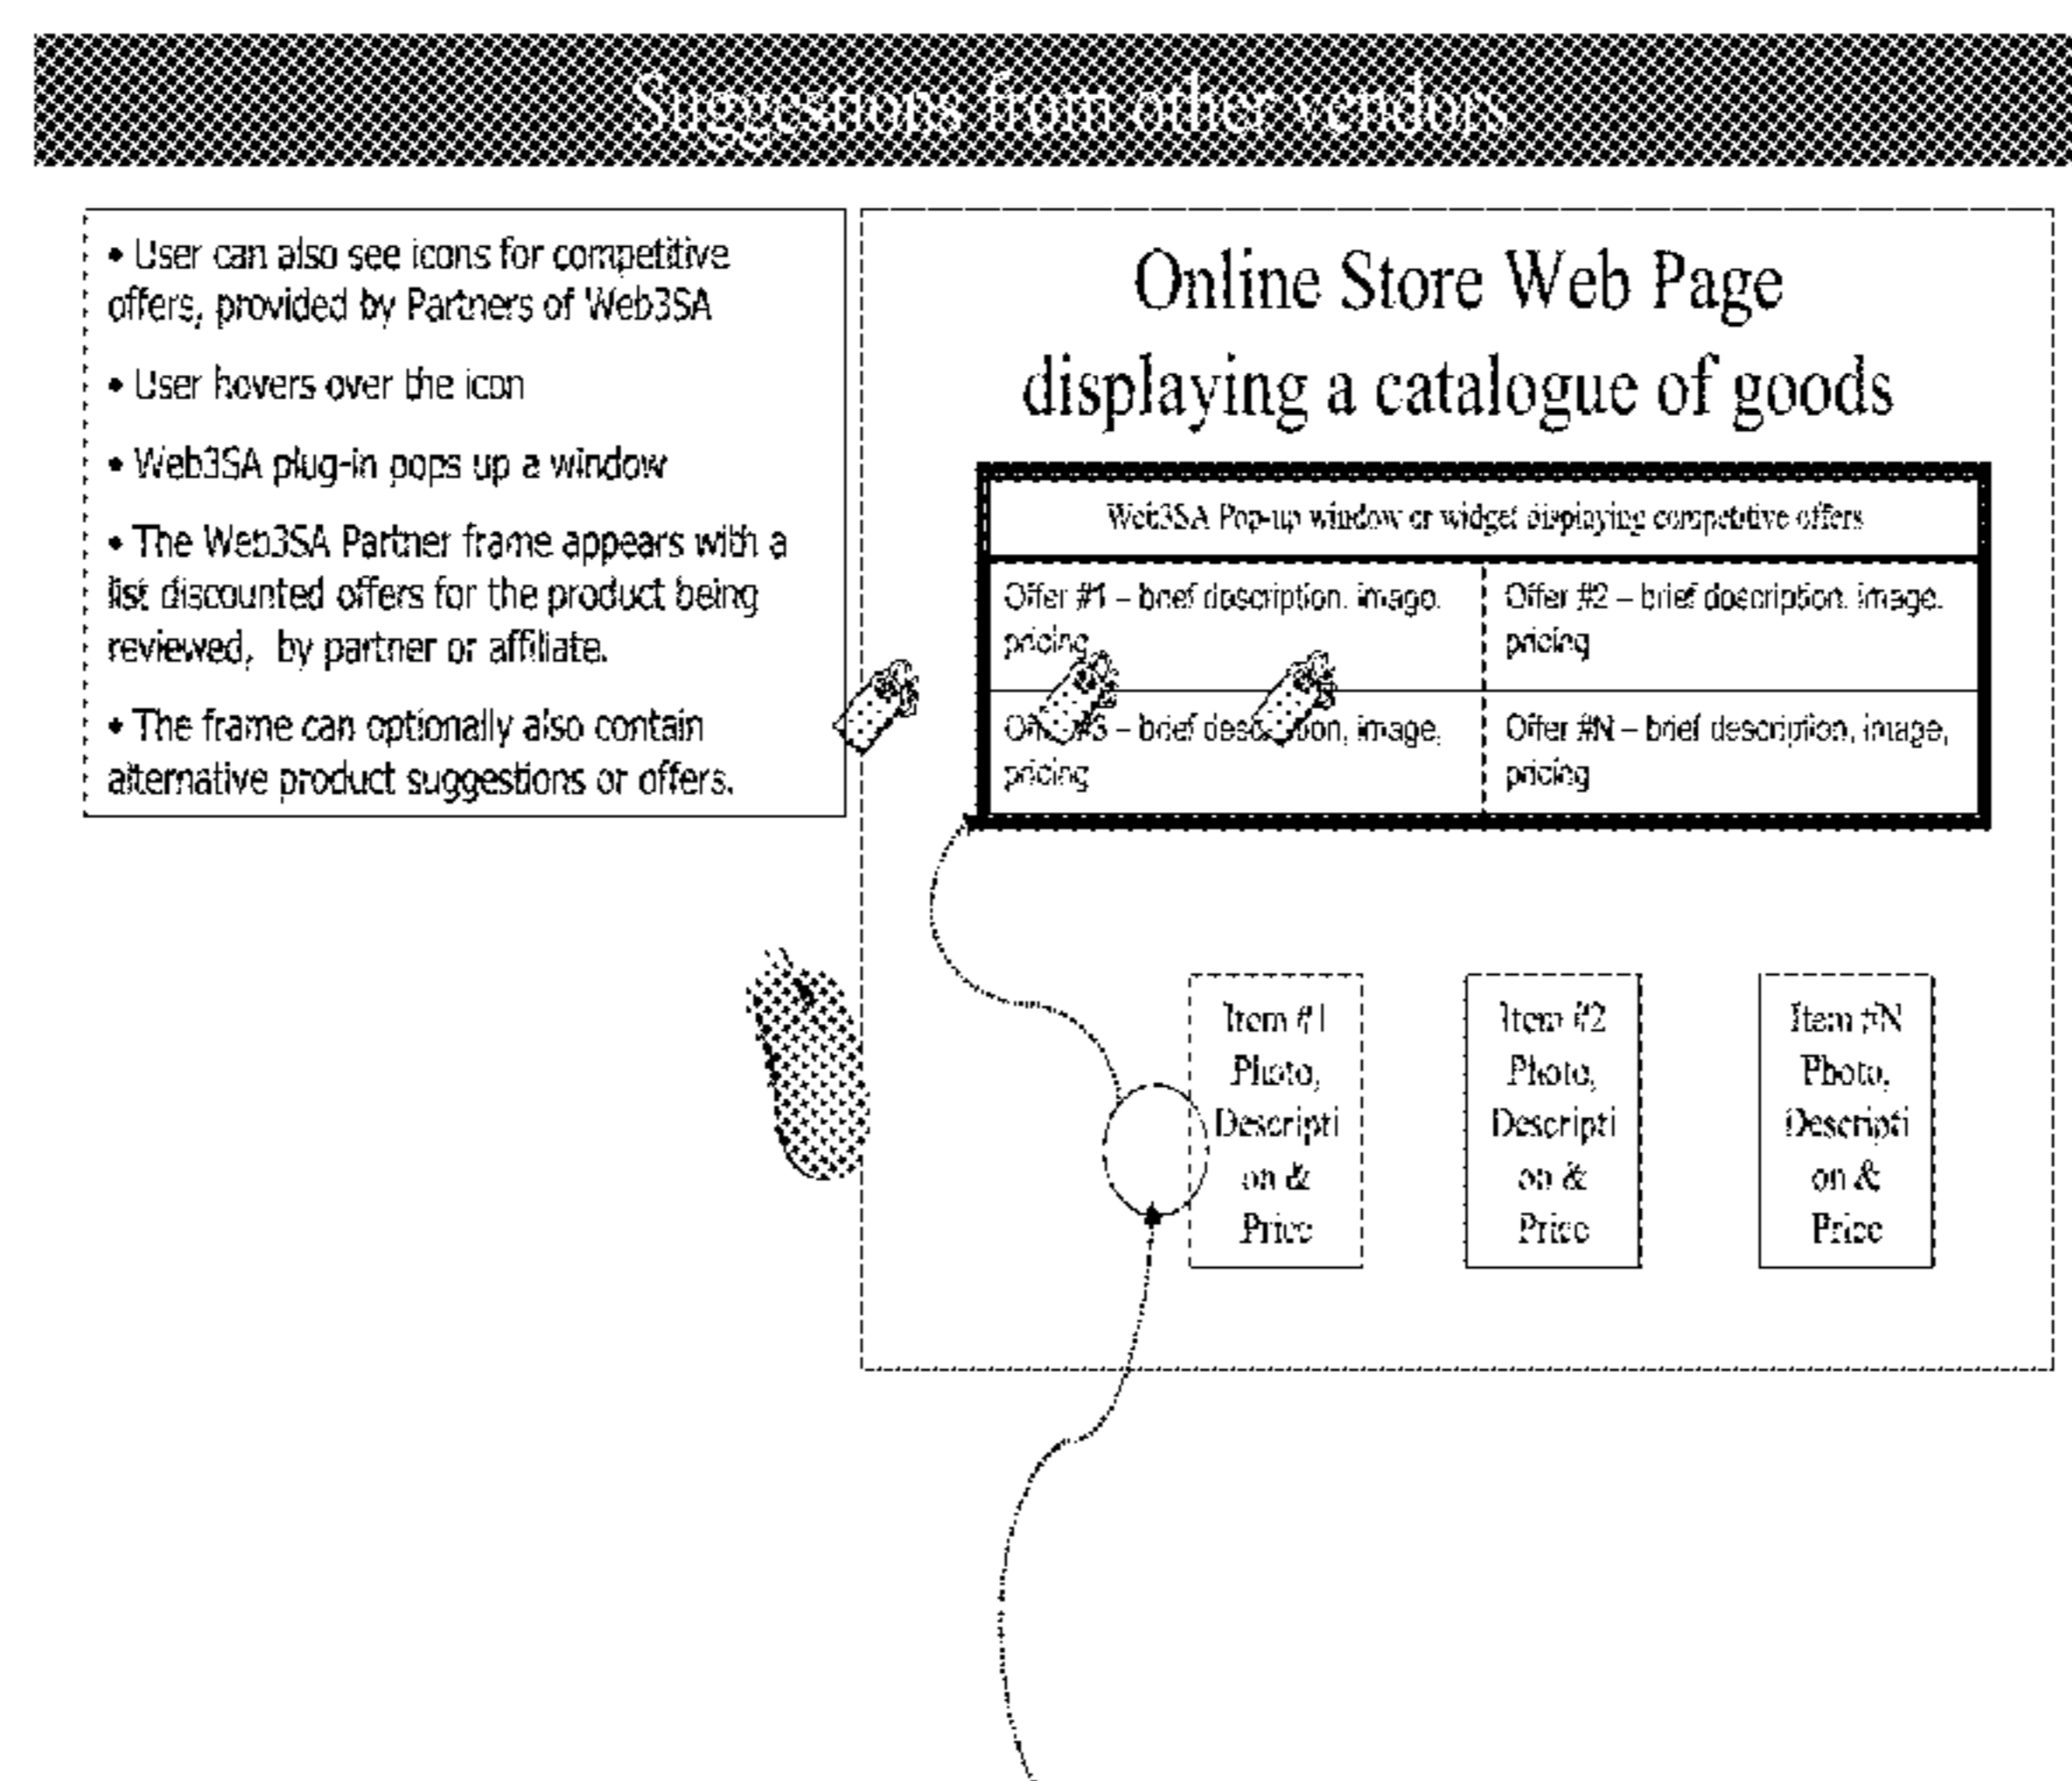 Suggestions from other vendors
• User can also see icons for competitive
offers, provided by Partners of Web3SA
• User hovers over the icon
• Web3SA plug-in pops up a window
• The Web3SA Partner frame appears with a
list discounted offers for the product being
reviewed, by partner or affiliate.
• The frame can optionally also contain
alternative product suggestions or offers.
Online Store Web Page
displaying a catalogue of goods
Web3SA Pop-up window or widget displaying competitive offers
Offer #1 – brief description, image,
pricing
Offer #2 – brief description, image,
pricing
Offer #3 – brief description, image,
pricing
Offer #N – brief description, image,
pricing
Item #1
Photo,
Descripti
on &
Price
Item #2
Photo,
Descripti
on &
Price
Item #N
Photo,
Descripti
on &
Price